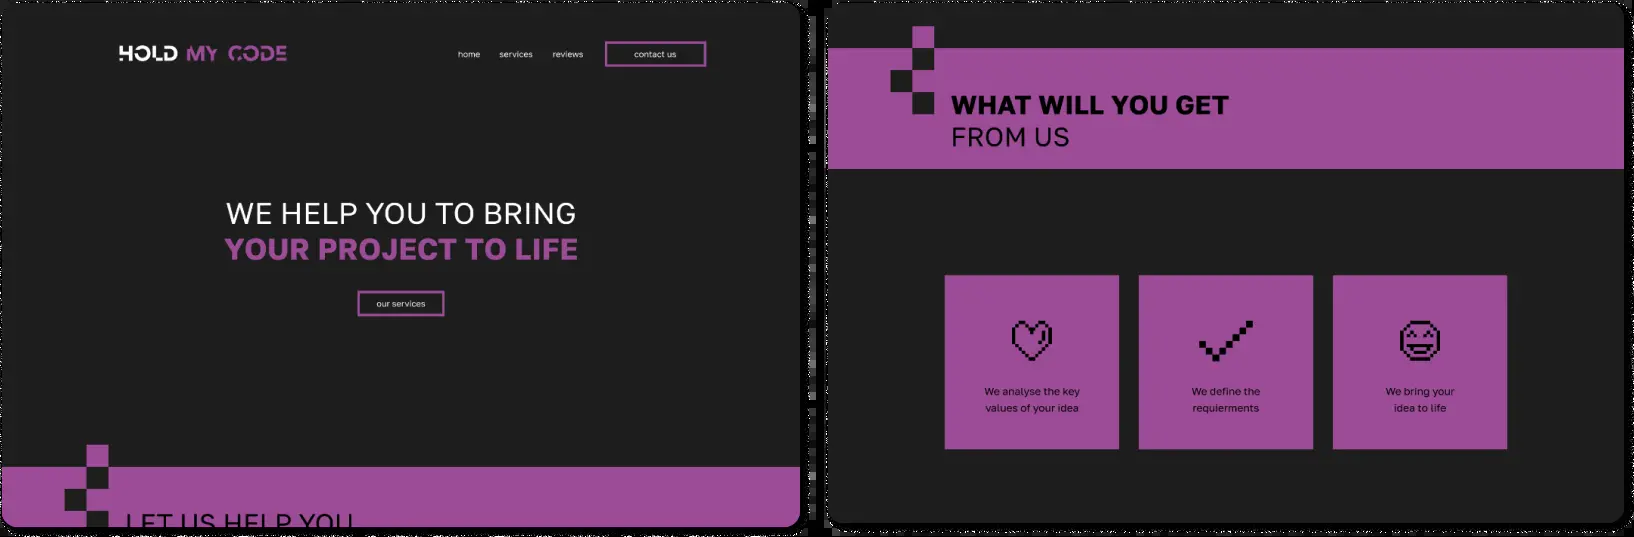 HOLD MY CODE
home services reviews contact us
WE HELP YOU TO BRING
YOUR PROJECT TO LIFE
our services
LET US HELP YOU
WHAT WILL YOU GET
FROM US
We analyse the key
values of your idea
We define the
requierments
We bring your
idea to life